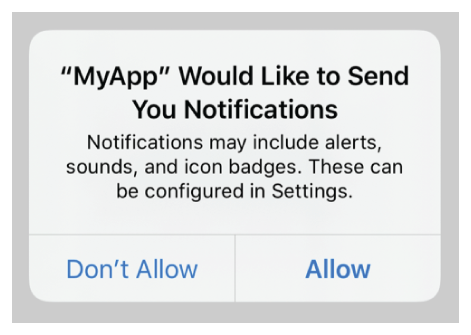 “MyApp” Would Like to Send
You Notifications
Notifications may include alerts,
sounds, and icon badges. These can
be configured in Settings.
Don’t Allow
Allow